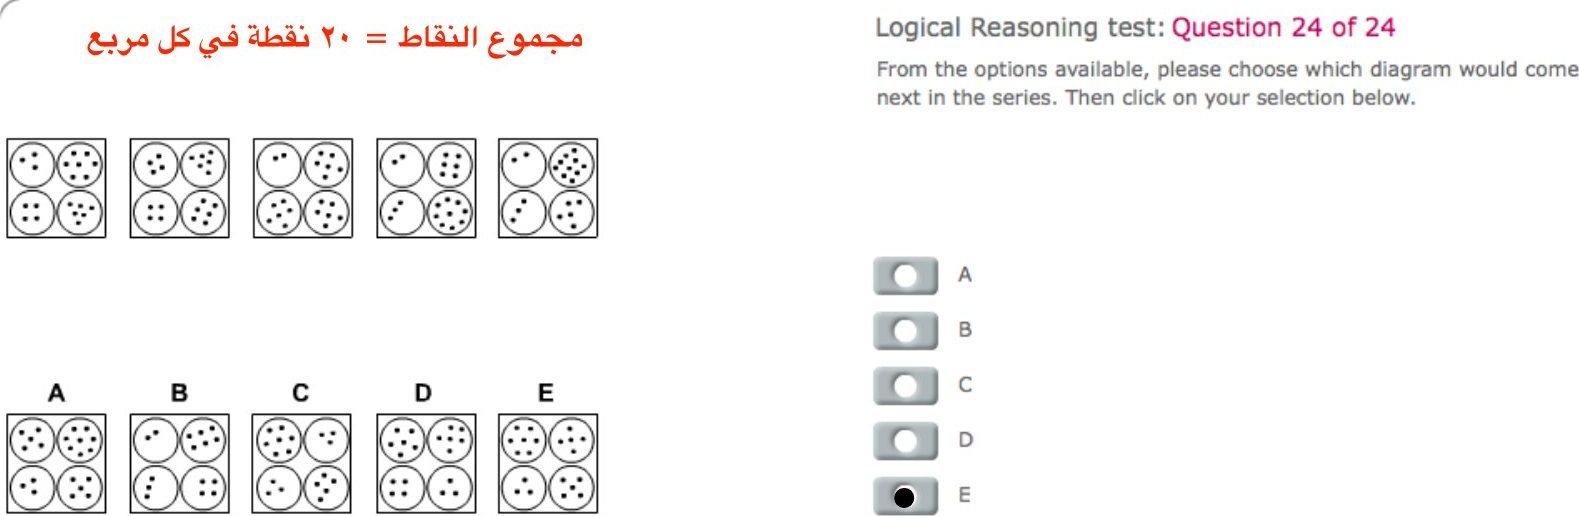 مجموع النقاط = ٢٠ نقطة في كل مربع
Logical Reasoning test: Question 24 of 24
From the options available, please choose which diagram would come
next in the series. Then click on your selection below.
A
B
C
D
E
A B C D E